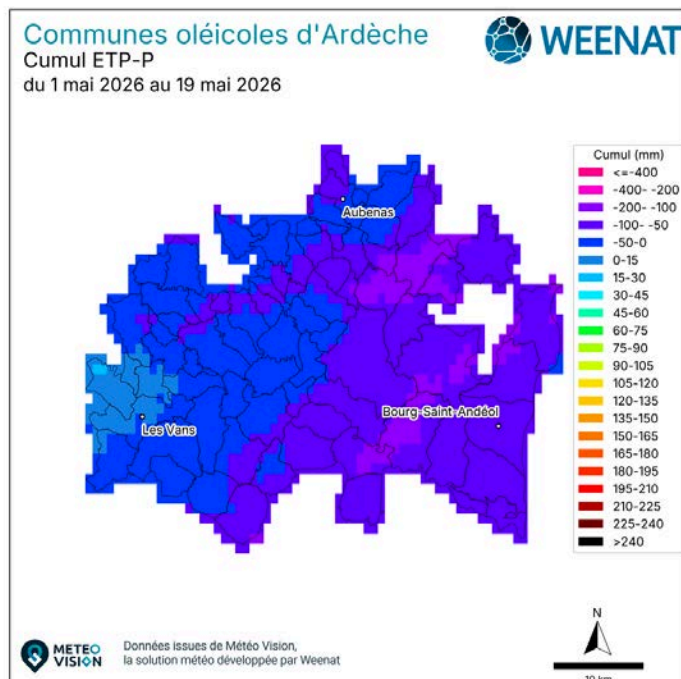 Communes oléicoles d'Ardèche
WEENAT
Cumul ETP-P
du 1 mai 2026 au 19 mai 2026
Cumul (mm)
<=-400
-400- -200
-200- -100
-100- -50
-50-0
0-15
15-30
30-45
45-60
60-75
75-90
90-105
105-120
120-135
135-150
150-165
165-180
180-195
195-210
210-225
225-240
>240
Aubenas
Bourg-Saint-Andéol
Les Vans
N
METEO
VISION
Données issues de Météo Vision,
la solution météo développée par Weenat